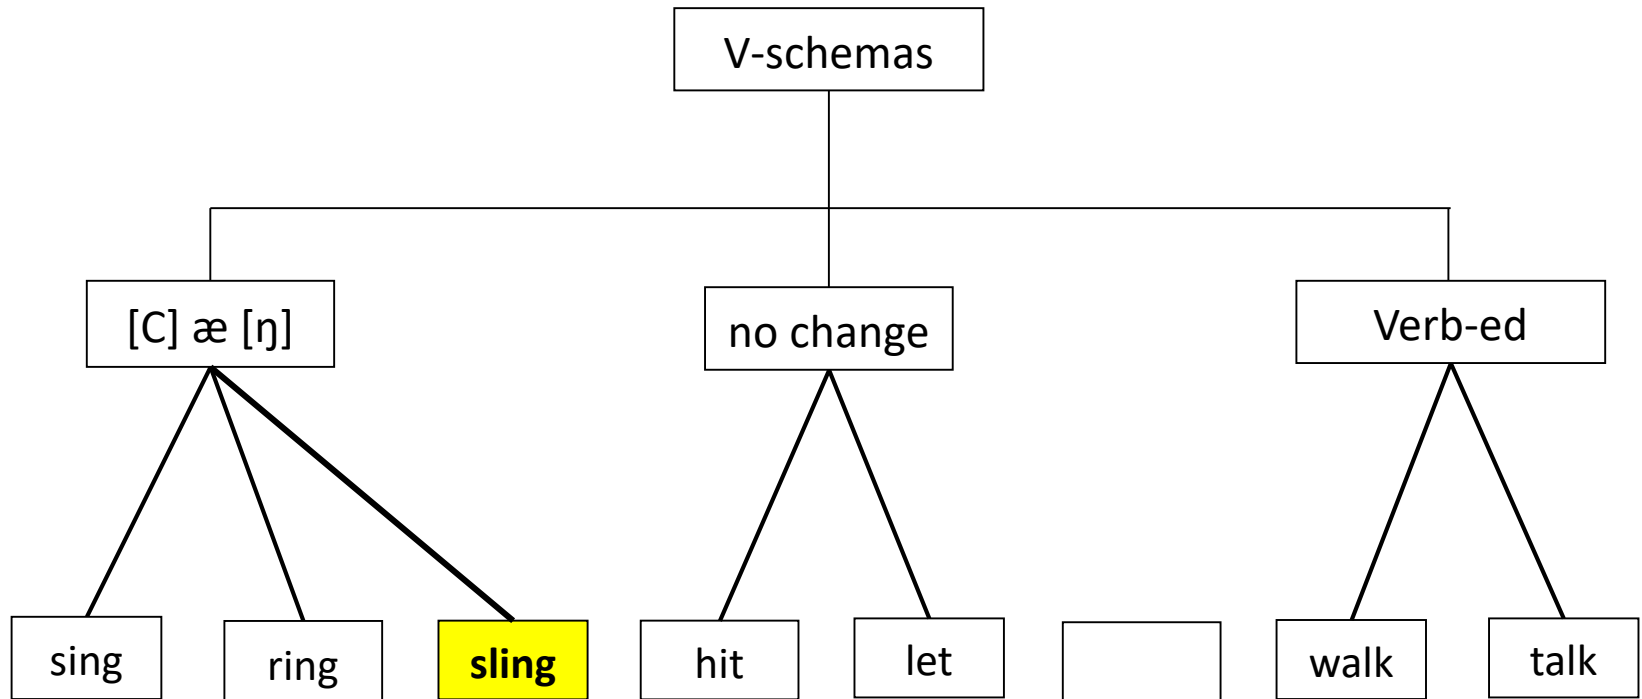 V-schemas
[C] æ [ŋ]
no change
Verb-ed
sing
ring
sling
hit
let
walk
talk